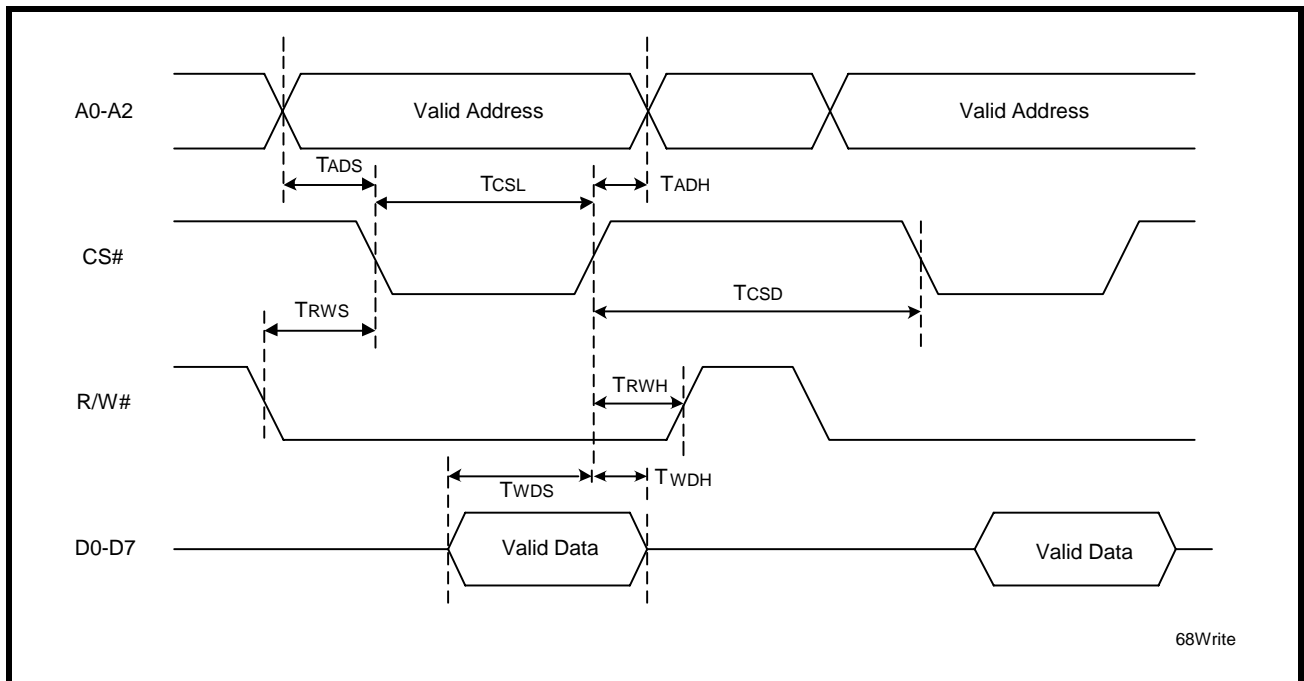 A0-A2
Valid Address
Valid Address
TADS
TCSL
TADH
CS#
TCSD
TRWS
TRWH
R/W#
TWDS
TWDH
D0-D7
Valid Data
Valid Data
68Write